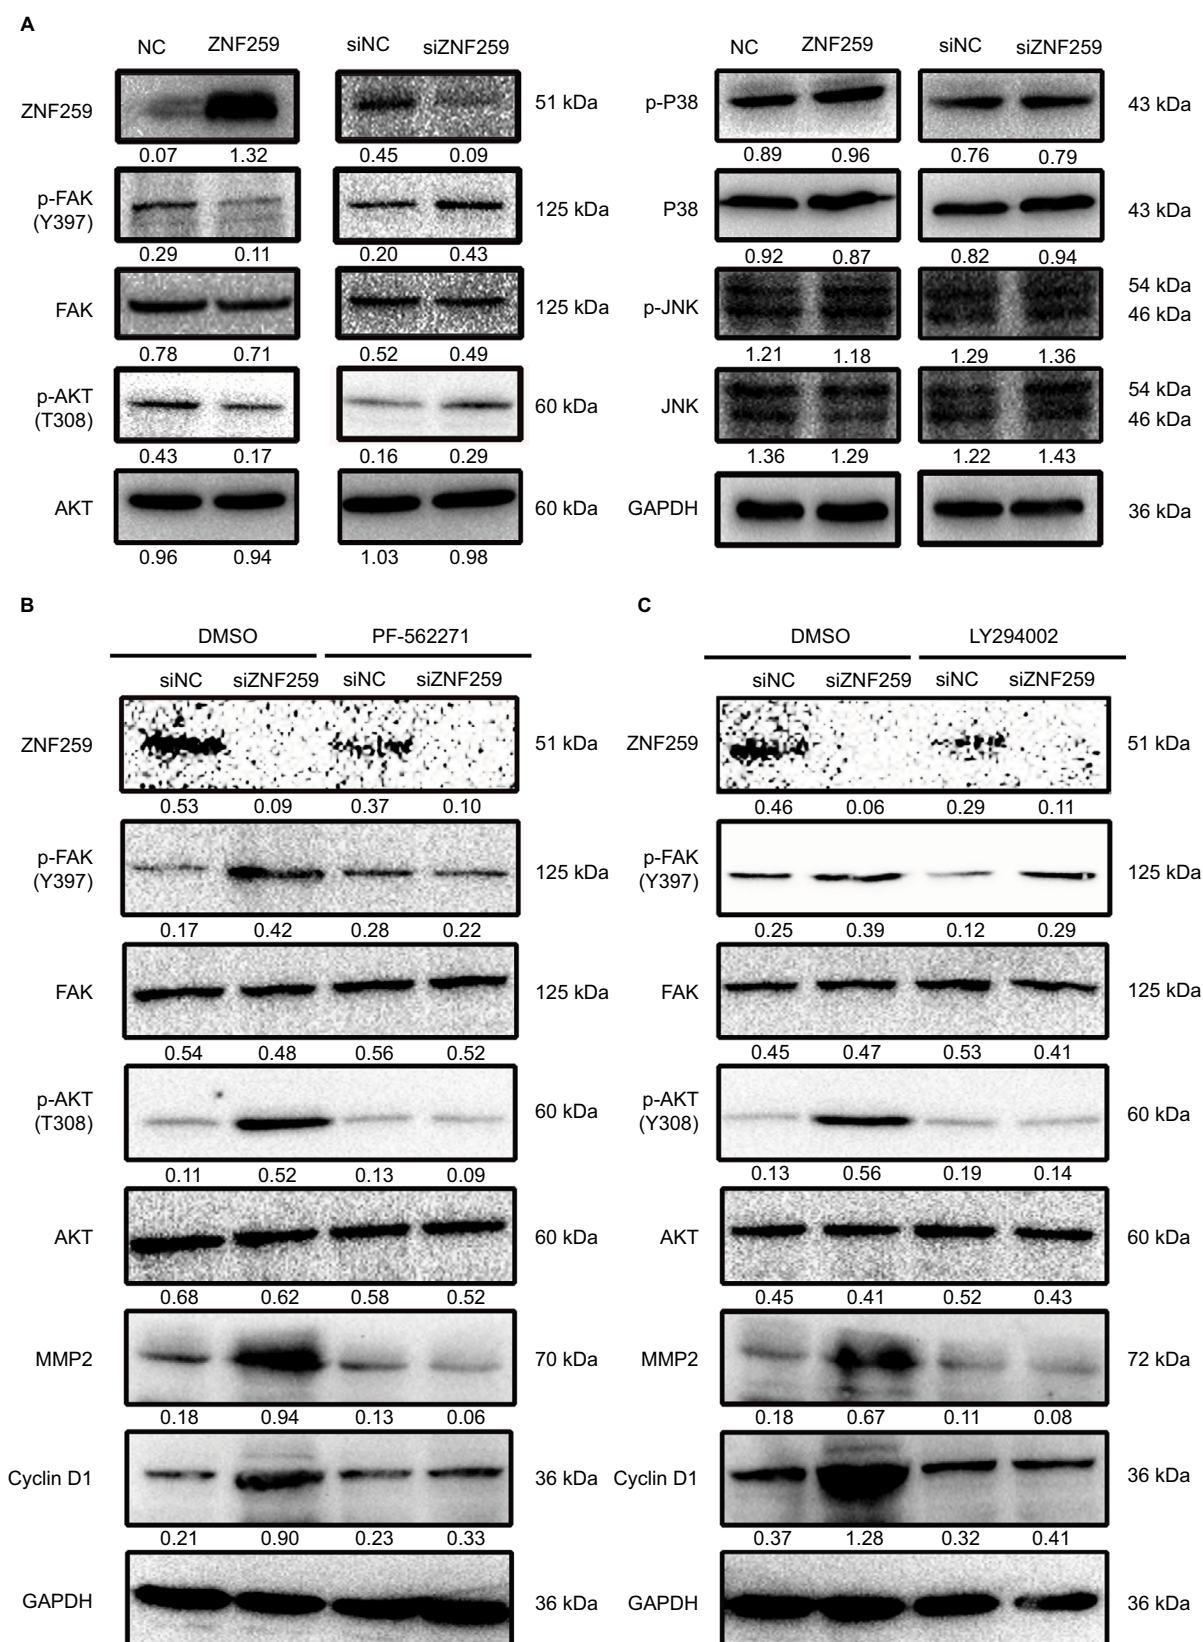 A
NC ZNF259 siNC siZNF259
ZNF259 51 kDa
0.07 1.32 0.45 0.09
p-FAK
(Y397) 125 kDa
0.29 0.11 0.20 0.43
FAK 125 kDa
0.78 0.71 0.52 0.49
p-AKT
(T308) 60 kDa
0.43 0.17 0.16 0.29
AKT 60 kDa
0.96 0.94 1.03 0.98
NC ZNF259 siNC siZNF259
p-P38 43 kDa
0.89 0.96 0.76 0.79
P38 43 kDa
0.92 0.87 0.82 0.94
54 kDa
p-JNK 46 kDa
1.21 1.18 1.29 1.36
54 kDa
JNK 46 kDa
1.36 1.29 1.22 1.43
GAPDH 36 kDa
B
DMSO PF-562271
siNC siZNF259 siNC siZNF259
ZNF259 51 kDa
0.53 0.09 0.37 0.10
p-FAK
(Y397) 125 kDa
0.17 0.42 0.28 0.22
FAK 125 kDa
0.54 0.48 0.56 0.52
p-AKT
(T308) 60 kDa
0.11 0.52 0.13 0.09
AKT 60 kDa
0.68 0.62 0.58 0.52
MMP2 70 kDa
0.18 0.94 0.13 0.06
Cyclin D1 36 kDa
0.21 0.90 0.23 0.33
GAPDH 36 kDa
C
DMSO LY294002
siNC siZNF259 siNC siZNF259
ZNF259 51 kDa
0.46 0.06 0.29 0.11
p-FAK
(Y397) 125 kDa
0.25 0.39 0.12 0.29
FAK 125 kDa
0.45 0.47 0.53 0.41
p-AKT
(Y308) 60 kDa
0.13 0.56 0.19 0.14
AKT 60 kDa
0.45 0.41 0.52 0.43
MMP2 72 kDa
0.18 0.67 0.11 0.08
Cyclin D1 36 kDa
0.37 1.28 0.32 0.41
GAPDH 36 kDa